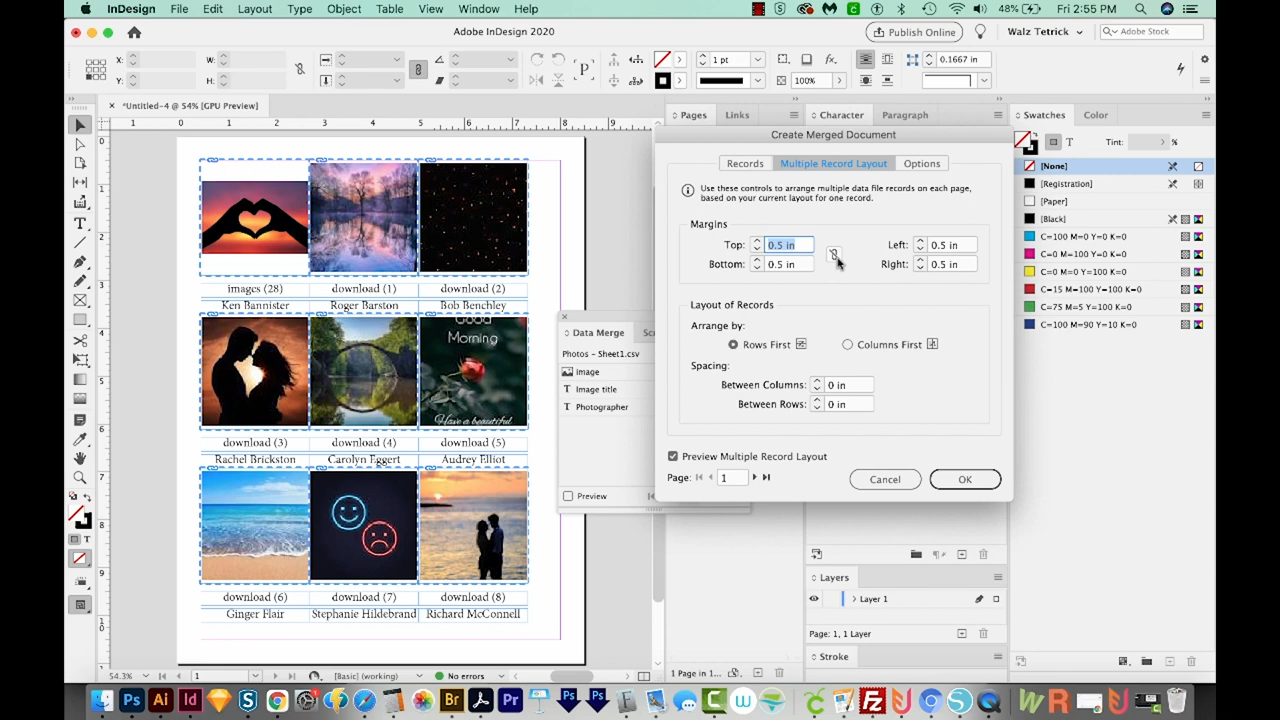 InDesign File Edit Layout Type Object Table View Window Help
48% Fri 2:55 PM
Adobe InDesign 2020
Publish Online
Walz Tetrick
Adobe Stock
X:
W:
1 pt
0.1667 in
Y:
H:
100%
*Untitled-4 @ 54% [GPU Preview]
Pages
Links
Character
Paragraph
Swatches
Color
Create Merged Document
Tint:
%
Records
Multiple Record Layout
Options
[None]
[Registration]
[Paper]
[Black]
C=100 M=0 Y=0 K=0
C=0 M=100 Y=0 K=0
C=0 M=0 Y=100 K=0
C=15 M=100 Y=100 K=0
C=75 M=5 Y=100 K=0
C=100 M=90 Y=10 K=0
Use these controls to arrange multiple data file records on each page,
based on your current layout for one record.
Margins
Top:
0.5 in
Left:
0.5 in
Bottom:
0.5 in
Right:
0.5 in
Layout of Records
Arrange by:
Rows First
Columns First
Spacing:
Between Columns:
0 in
Between Rows:
0 in
Preview Multiple Record Layout
Page:
1
Cancel
OK
images (28)
download (1)
download (2)
Ken Bannister
Roger Barston
Bob Benchley
Good
Morning
Have a beautiful
download (3)
download (4)
download (5)
Rachel Brickston
Carolyn Eggert
Audrey Elliot
download (6)
download (7)
download (8)
Ginger Flair
Stephanie Hildebrand
Richard McConnell
Data Merge
Photos - Sheet1.csv
image
Image title
Photographer
Preview
Layers
Layer 1
Page: 1, 1 Layer
Stroke
1 Page in 1...
54.3%
1
[Basic] (working)
No errors